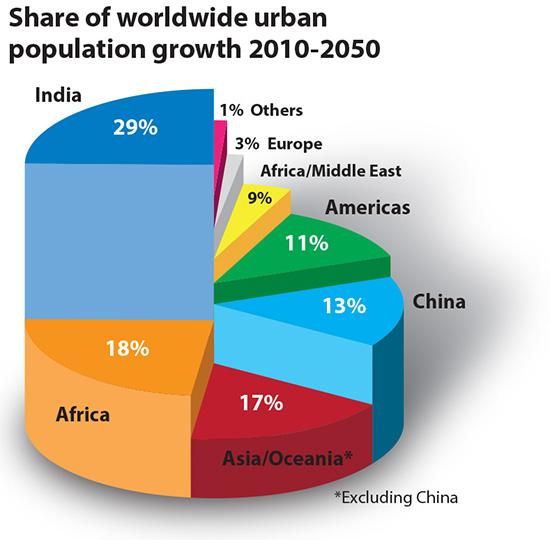 Share of worldwide urban
population growth 2010-2050
India
29%
1% Others
3% Europe
Africa/Middle East
9%
Americas
11%
13%
China
18%
Africa
17%
Asia/Oceania*
*Excluding China